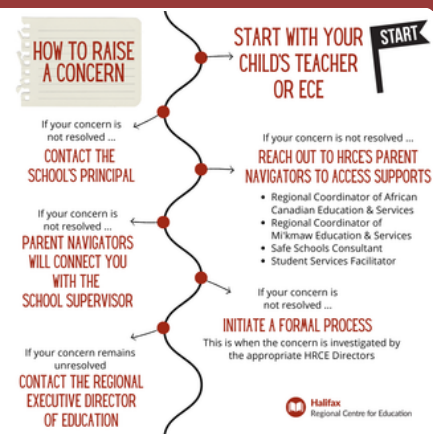 HOW TO RAISE
A CONCERN
START WITH YOUR
CHILD'S TEACHER
OR ECE
START
If your concern is
not resolved ...
CONTACT THE
SCHOOL'S PRINCIPAL
If your concern is not resolved ...
REACH OUT TO HRCE'S PARENT
NAVIGATORS TO ACCESS SUPPORTS
• Regional Coordinator of African
Canadian Education & Services
• Regional Coordinator of
Mi'kmaw Education & Services
• Safe Schools Consultant
• Student Services Facilitator
If your concern is
not resolved ...
PARENT NAVIGATORS
WILL CONNECT YOU
WITH THE
SCHOOL SUPERVISOR
If your concern is
not resolved ...
INITIATE A FORMAL PROCESS
This is when the concern is investigated by
the appropriate HRCE Directors
If your concern remains
unresolved
CONTACT THE REGIONAL
EXECUTIVE DIRECTOR
OF EDUCATION
Halifax
Regional Centre for Education